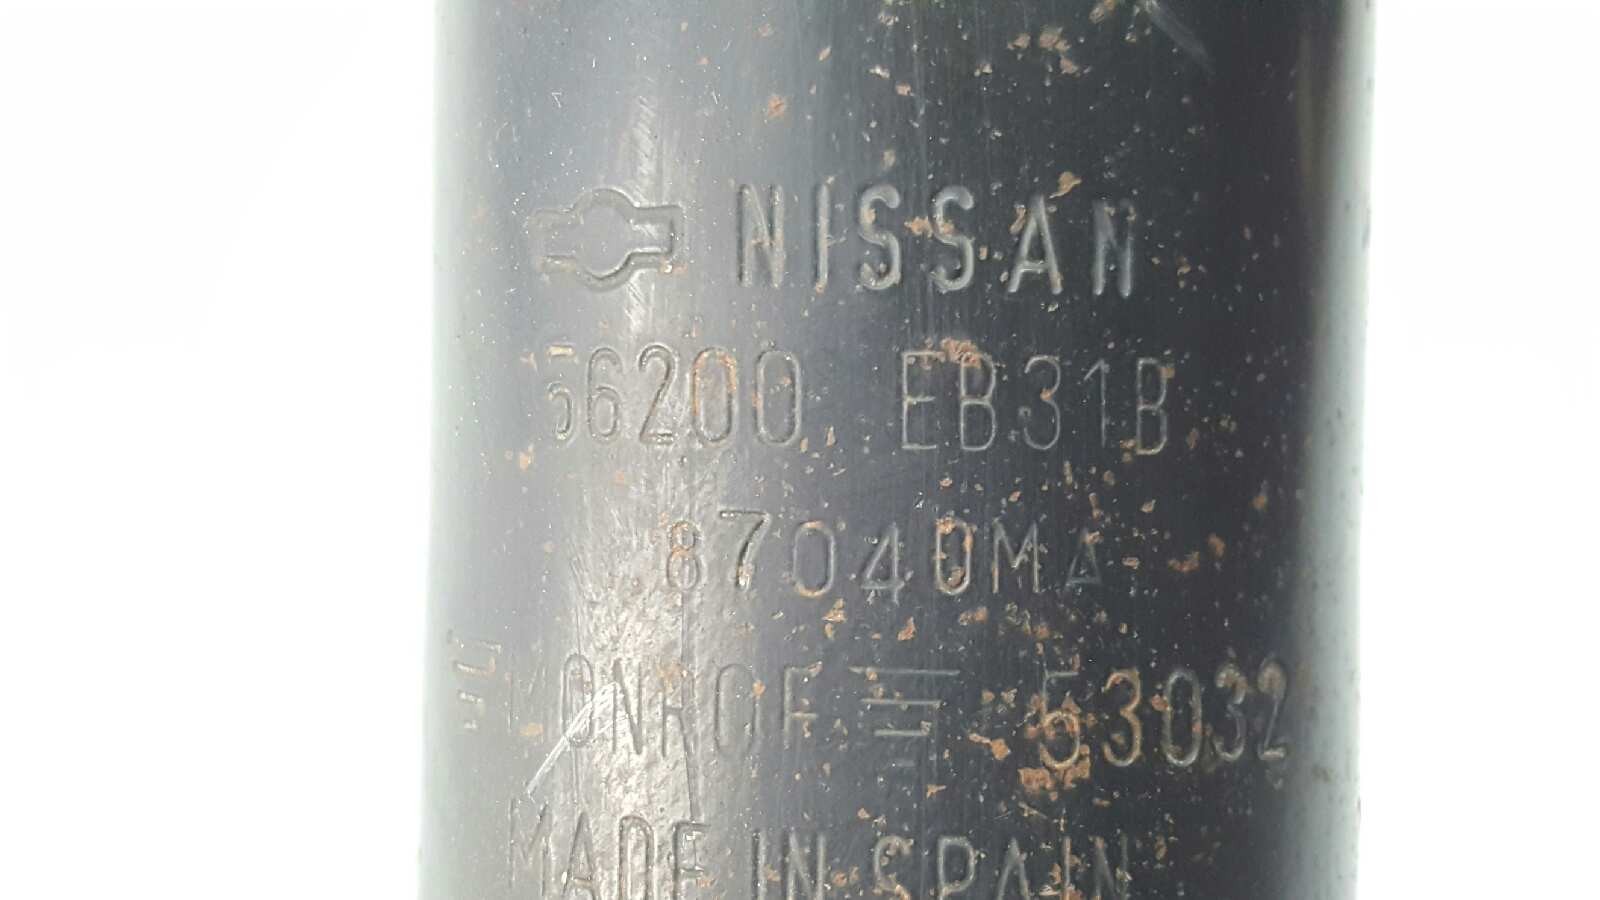 NISSAN
56200 EB31B
87040MA
MONROE 53032
MADE IN SPAIN